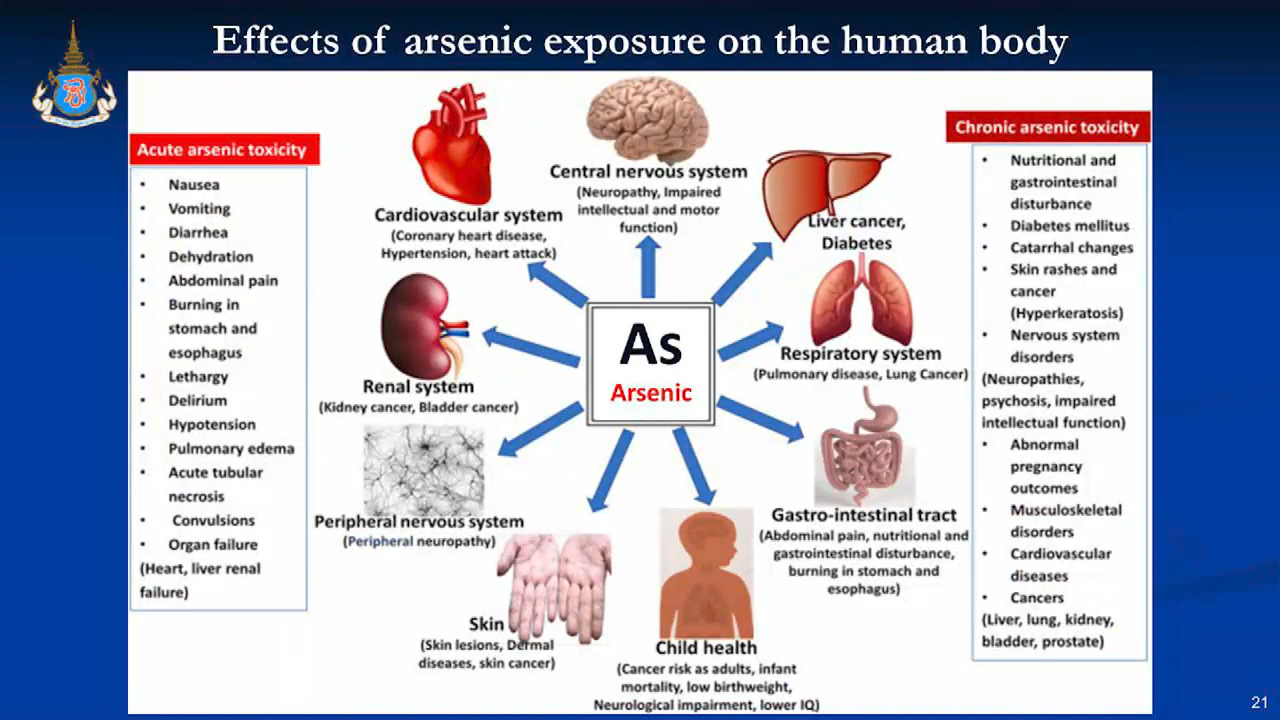 Effects of arsenic exposure on the human body
Acute arsenic toxicity
• Nausea
• Vomiting
• Diarrhea
• Dehydration
• Abdominal pain
• Burning in
stomach and
esophagus
• Lethargy
• Delirium
• Hypotension
• Pulmonary edema
• Acute tubular
necrosis
• Convulsions
• Organ failure
(Heart, liver renal
failure)
Cardiovascular system
(Coronary heart disease,
Hypertension, heart attack)
Central nervous system
(Neuropathy, Impaired
intellectual and motor
function)
Liver cancer,
Diabetes
Renal system
(Kidney cancer, Bladder cancer)
As
Arsenic
Respiratory system
(Pulmonary disease, Lung Cancer)
Peripheral nervous system
(Peripheral neuropathy)
Gastro-intestinal tract
(Abdominal pain, nutritional and
gastrointestinal disturbance,
burning in stomach and
esophagus)
Skin
(Skin lesions, Dermal
diseases, skin cancer)
Child health
(Cancer risk as adults, infant
mortality, low birthweight,
Neurological impairment, lower IQ)
Chronic arsenic toxicity
• Nutritional and
gastrointestinal
disturbance
• Diabetes mellitus
• Catarrhal changes
• Skin rashes and
cancer
(Hyperkeratosis)
• Nervous system
disorders
(Neuropathies,
psychosis, impaired
intellectual function)
• Abnormal
pregnancy
outcomes
• Musculoskeletal
disorders
• Cardiovascular
diseases
• Cancers
(Liver, lung, kidney,
bladder, prostate)
21